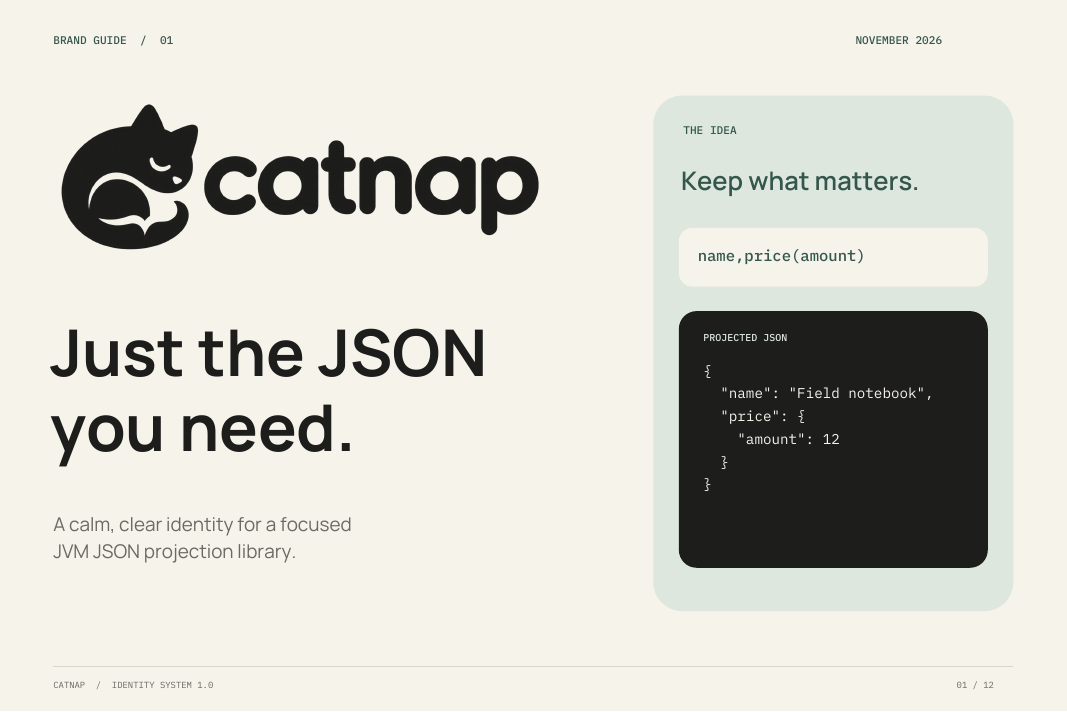 BRAND GUIDE / 01
NOVEMBER 2026
catnap
Just the JSON
you need.
A calm, clear identity for a focused
JVM JSON projection library.
THE IDEA
Keep what matters.
name,price(amount)
PROJECTED JSON
{
  "name": "Field notebook",
  "price": {
    "amount": 12
  }
}
CATNAP / IDENTITY SYSTEM 1.0
01 / 12